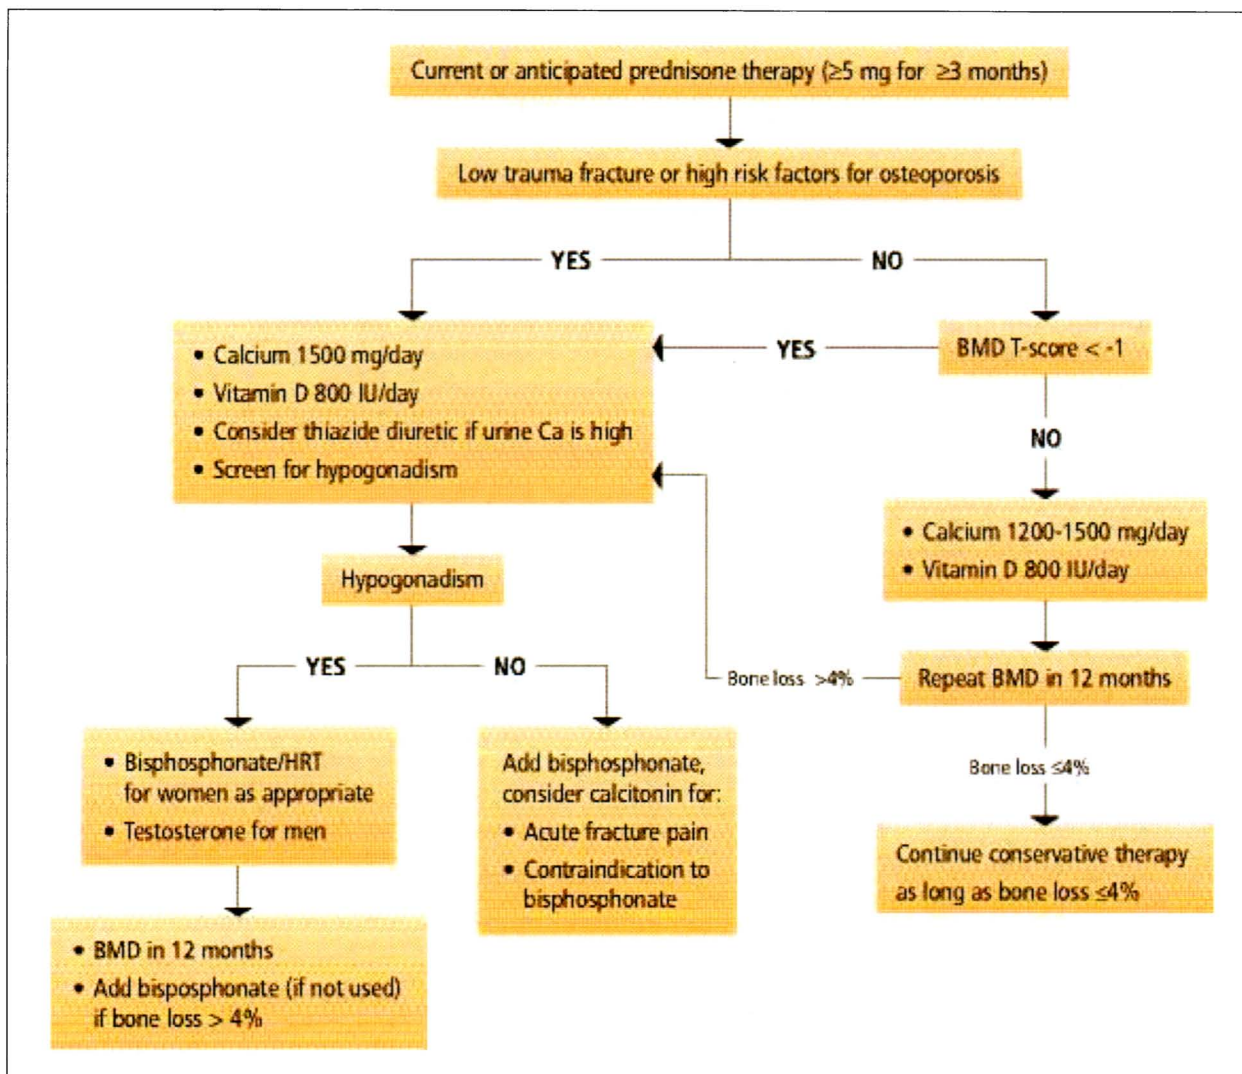 Current or anticipated prednisone therapy (≥5 mg for ≥3 months)
Low trauma fracture or high risk factors for osteoporosis
YES
NO
• Calcium 1500 mg/day
• Vitamin D 800 IU/day
• Consider thiazide diuretic if urine Ca is high
• Screen for hypogonadism
YES
BMD T-score < -1
NO
• Calcium 1200-1500 mg/day
• Vitamin D 800 IU/day
Hypogonadism
YES
NO
Bone loss >4%
Repeat BMD in 12 months
• Bisphosphonate/HRT
for women as appropriate
• Testosterone for men
Add bisphosphonate,
consider calcitonin for:
• Acute fracture pain
• Contraindication to
bisphosphonate
Bone loss ≤4%
Continue conservative therapy
as long as bone loss ≤4%
• BMD in 12 months
• Add bisposphonate (if not used)
if bone loss > 4%